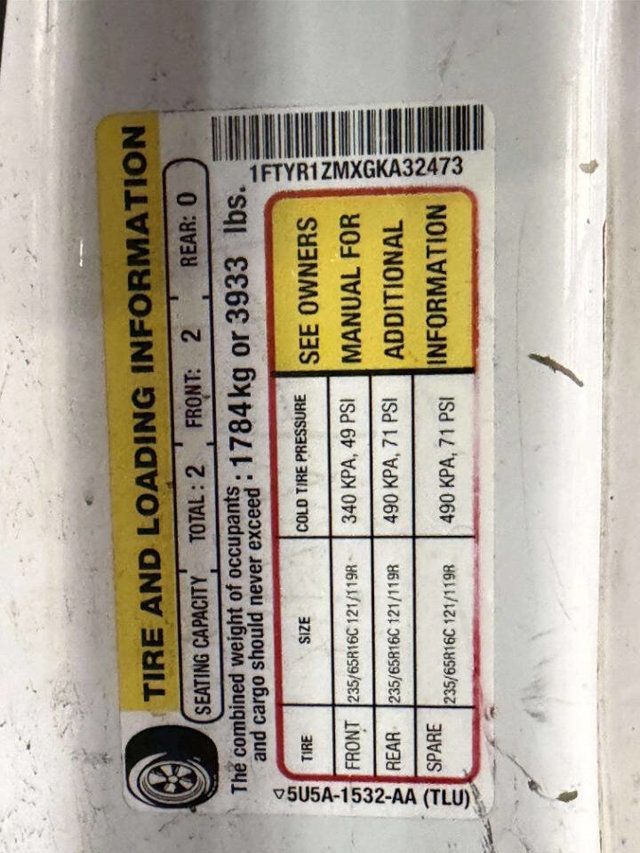 TIRE AND LOADING INFORMATION
SEATING CAPACITY TOTAL : 2 FRONT: 2 REAR: 0
The combined weight of occupants
and cargo should never exceed : 1784kg or 3933 lbs.
1FTYR1ZMXGKA32473
TIRE SIZE COLD TIRE PRESSURE
FRONT 235/65R16C 121/119R 340 KPA, 49 PSI
REAR 235/65R16C 121/119R 490 KPA, 71 PSI
SPARE 235/65R16C 121/119R 490 KPA, 71 PSI
SEE OWNERS
MANUAL FOR
ADDITIONAL
INFORMATION
5U5A-1532-AA (TLU)